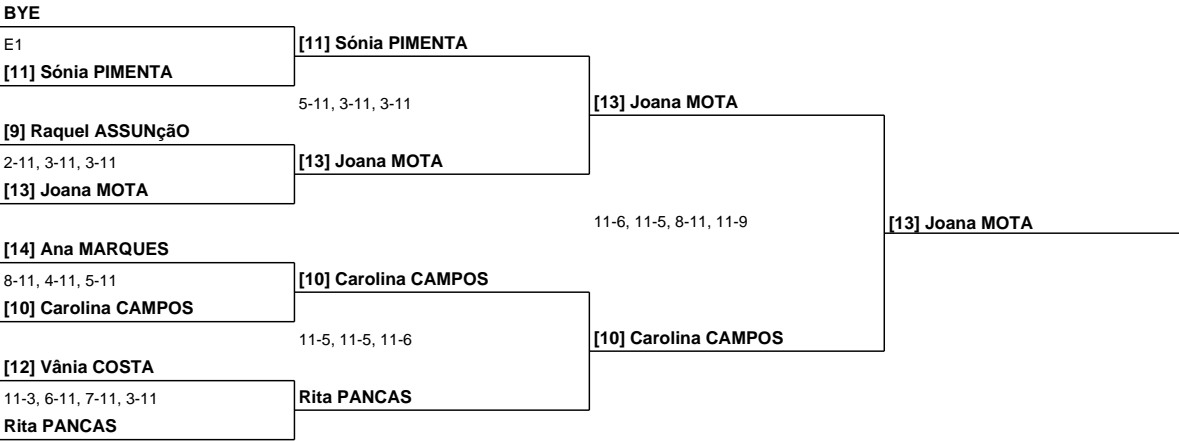 BYE
E1
[11] Sónia PIMENTA
[11] Sónia PIMENTA
5-11, 3-11, 3-11
[13] Joana MOTA
[9] Raquel ASSUNçãO
2-11, 3-11, 3-11
[13] Joana MOTA
[13] Joana MOTA
11-6, 11-5, 8-11, 11-9
[13] Joana MOTA
[14] Ana MARQUES
8-11, 4-11, 5-11
[10] Carolina CAMPOS
[10] Carolina CAMPOS
11-5, 11-5, 11-6
[10] Carolina CAMPOS
[12] Vânia COSTA
11-3, 6-11, 7-11, 3-11
Rita PANCAS
Rita PANCAS